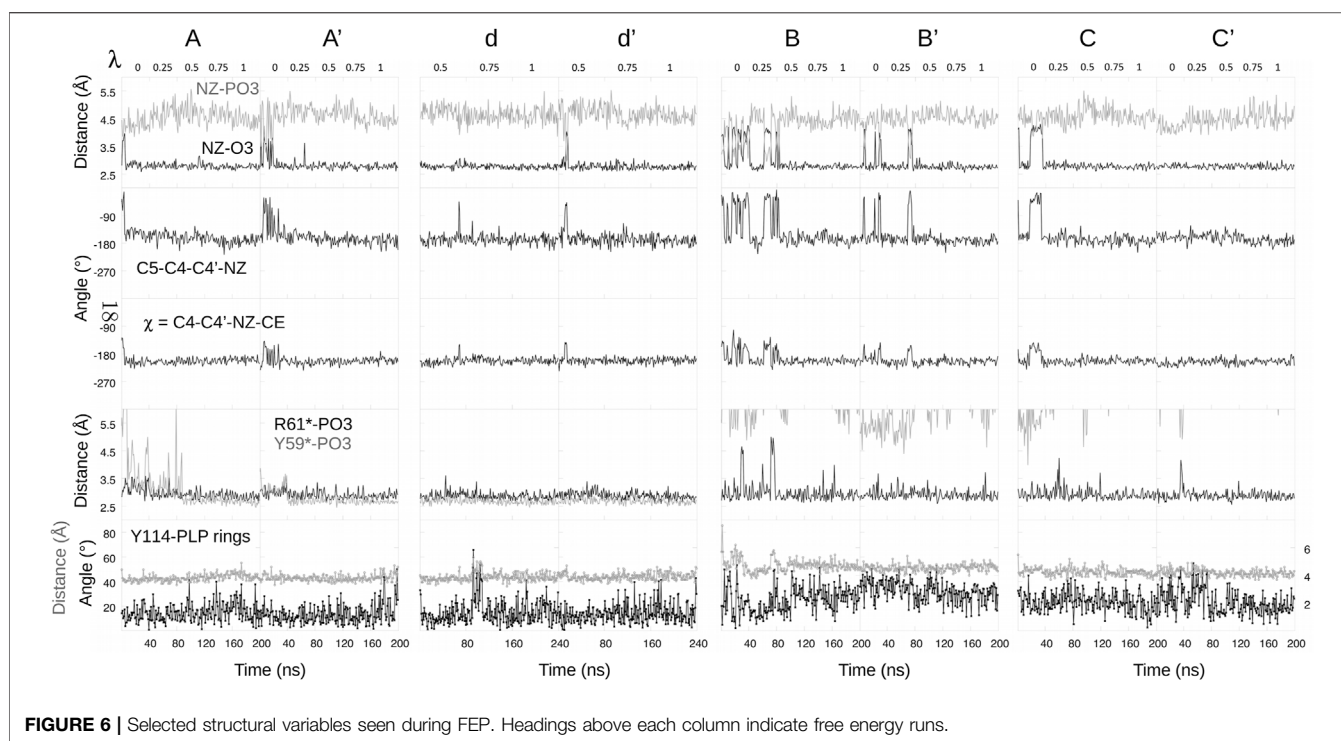 A A’ d d’ B B’ C C’
λ 0 0.25 0.5 0.75 1 0 0.25 0.5 0.75 1 0.5 0.75 1 0.5 0.75 1 0 0.25 0.5 0.75 1 0 0.25 0.5 0.75 1 0 0.25 0.5 0.75 1 0 0.25 0.5 0.75 1
Distance (Å)
5.5
4.5
3.5
2.5
NZ-PO3
NZ-O3
Angle (°)
-90
-180
-270
C5-C4-C4’-NZ
18
-90
-180
-270
χ = C4-C4’-NZ-CE
Distance (Å)
5.5
4.5
3.5
2.5
R61*-PO3
Y59*-PO3
Distance (Å)
Angle (°)
80
60
40
20
Y114-PLP rings
6
4
2
40 80 120 160 200 40 80 120 160 200 80 160 240 80 160 240 40 80 120 160 200 40 80 120 160 200 40 80 120 160 200 40 80 120 160 200
Time (ns) Time (ns) Time (ns) Time (ns)
FIGURE 6 | Selected structural variables seen during FEP. Headings above each column indicate free energy runs.